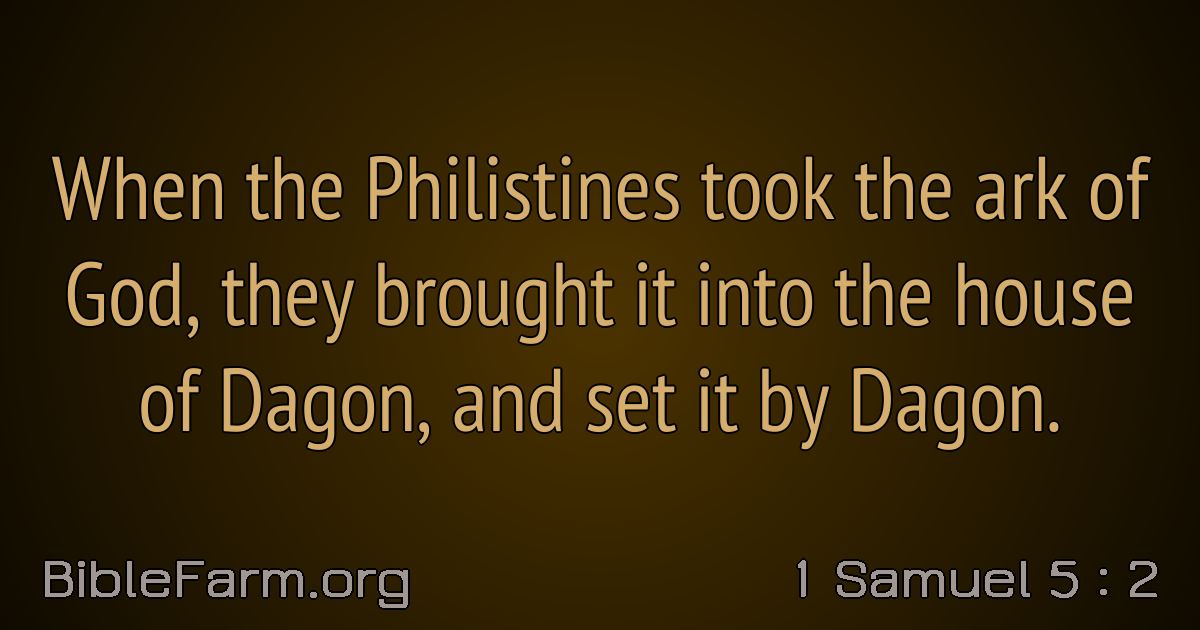 When the Philistines took the ark of
God, they brought it into the house
of Dagon, and set it by Dagon.
BibleFarm.org
1 Samuel 5 : 2